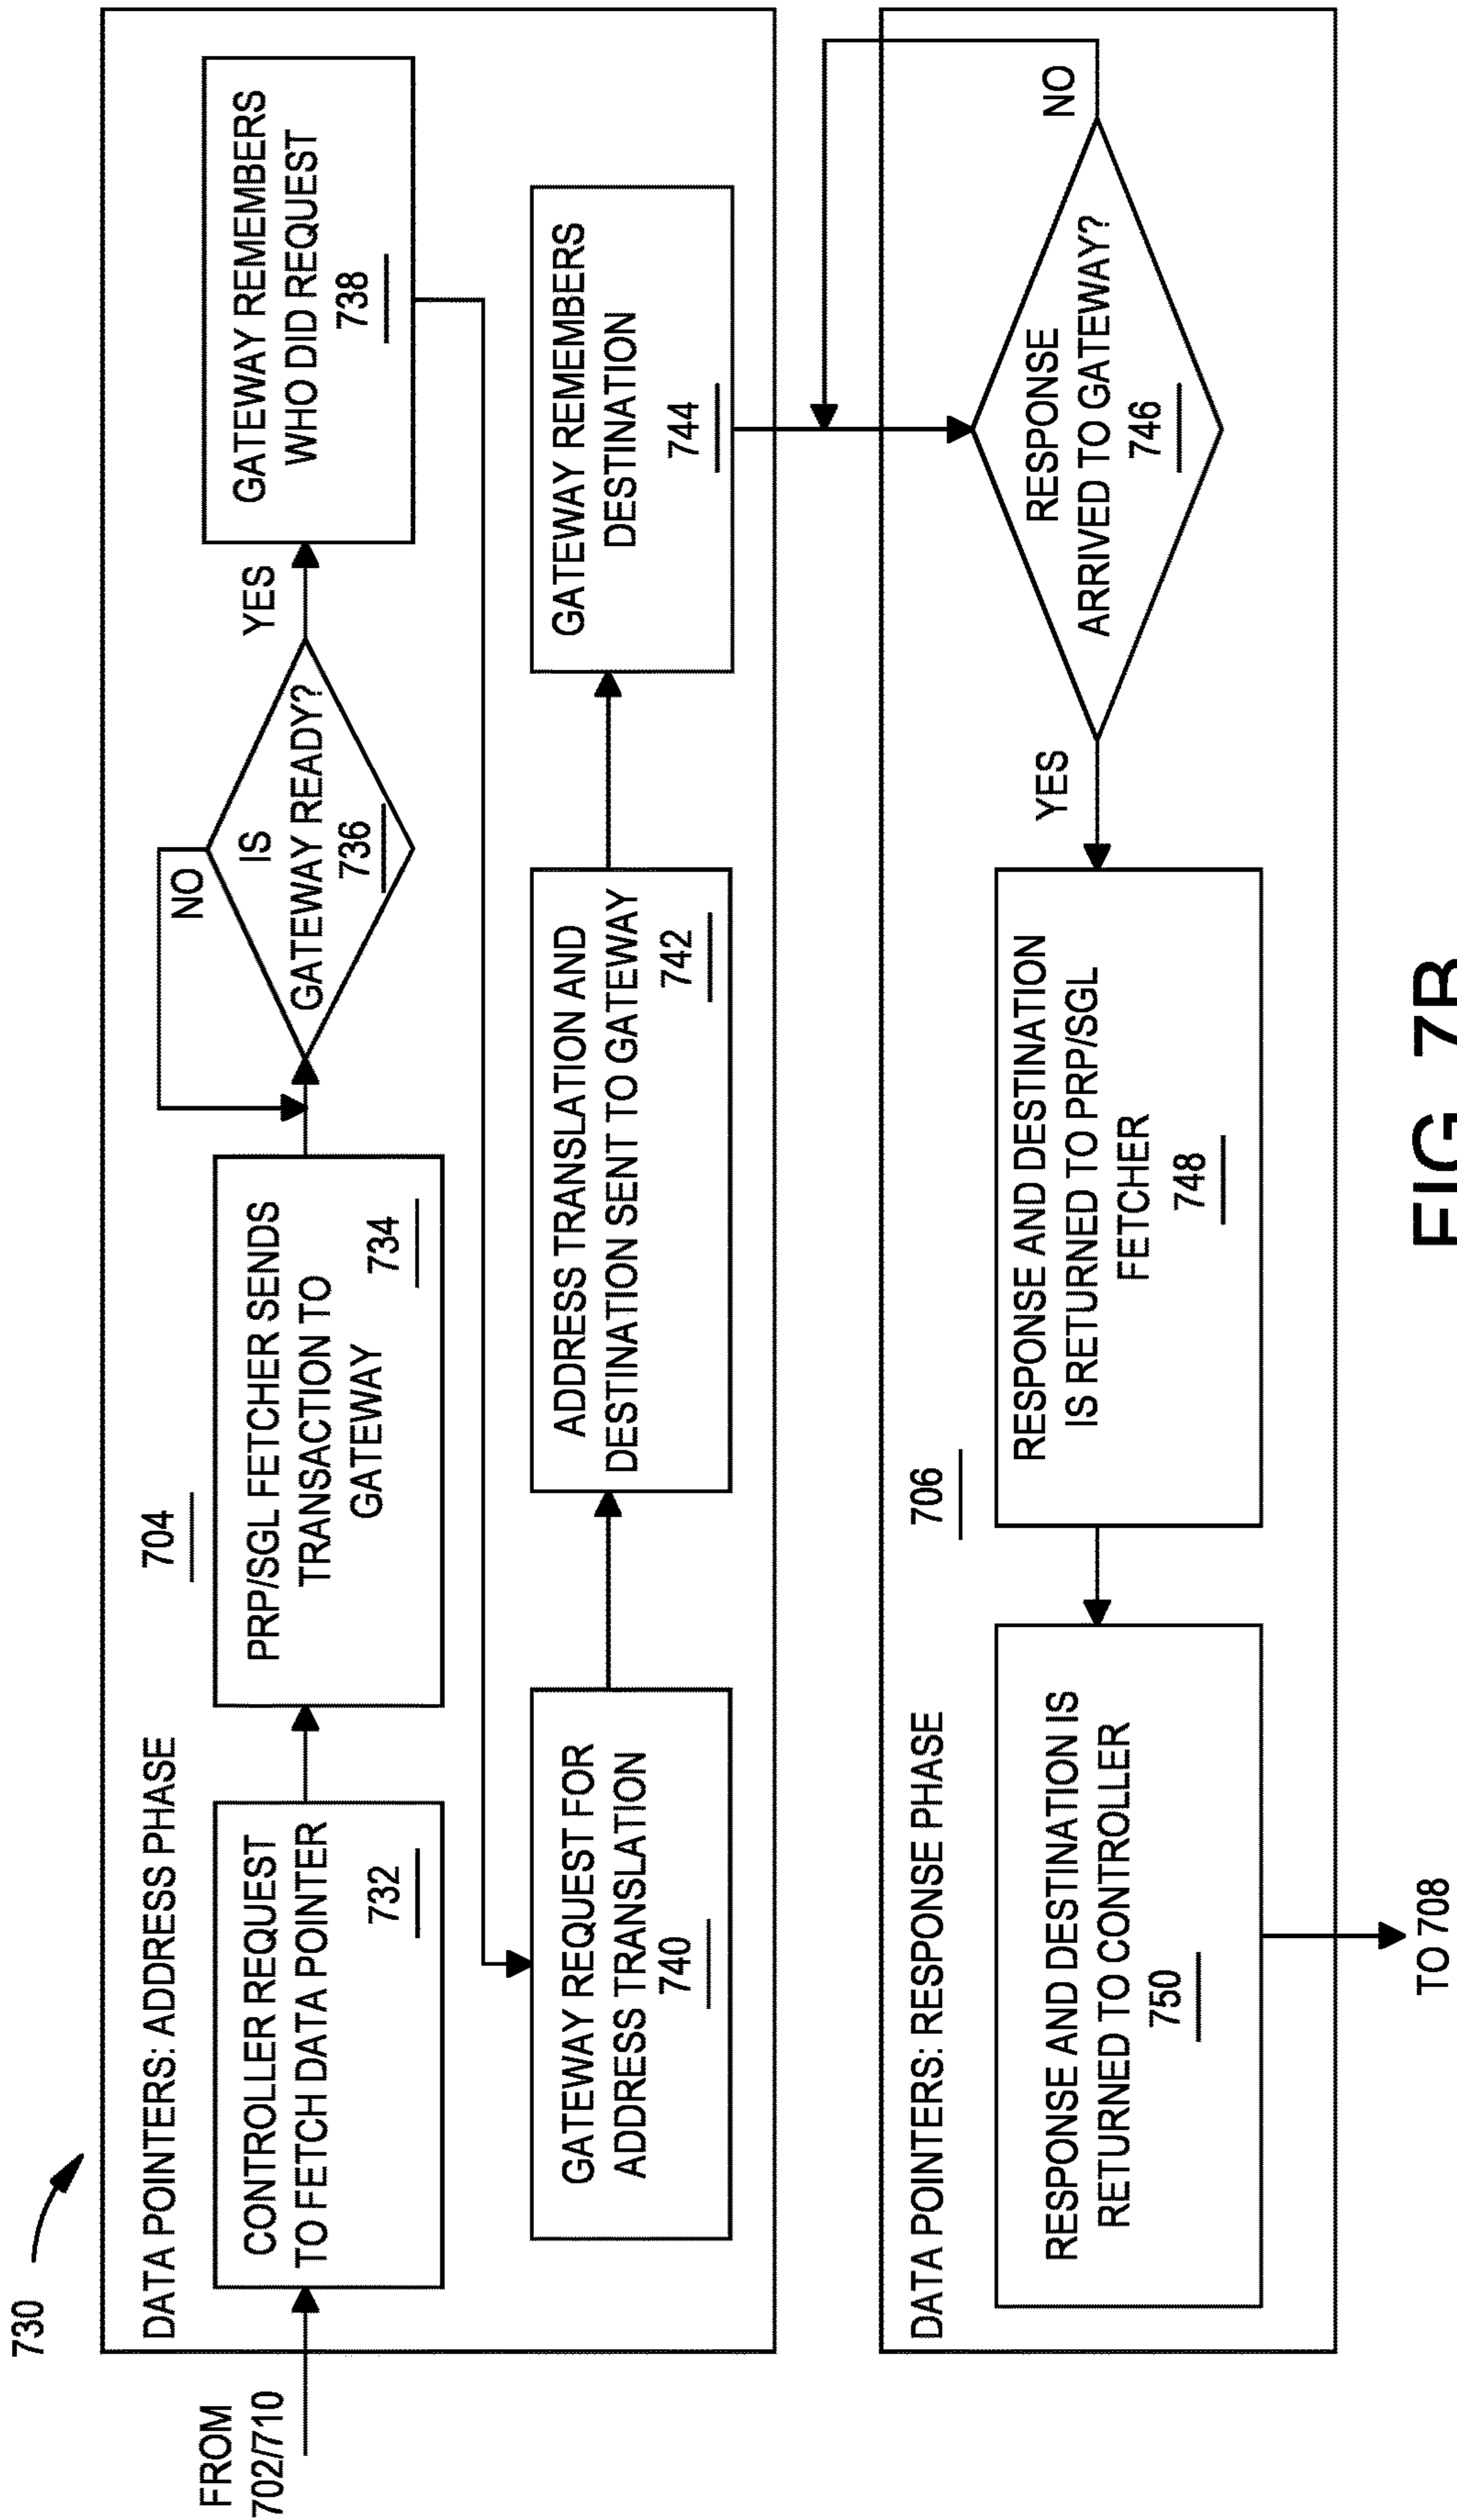 730
FROM
702/710
DATA POINTERS: ADDRESS PHASE
704
CONTROLLER REQUEST
TO FETCH DATA POINTER
732
PRP/SGL FETCHER SENDS
TRANSACTION TO
GATEWAY
734
NO
IS
GATEWAY READY?
736
YES
GATEWAY REMEMBERS
WHO DID REQUEST
738
GATEWAY REQUEST FOR
ADDRESS TRANSLATION
740
ADDRESS TRANSLATION AND
DESTINATION SENT TO GATEWAY
742
GATEWAY REMEMBERS
DESTINATION
744
DATA POINTERS: RESPONSE PHASE
706
RESPONSE AND DESTINATION IS
RETURNED TO CONTROLLER
750
RESPONSE AND DESTINATION
IS RETURNED TO PRP/SGL
FETCHER
748
YES
RESPONSE
ARRIVED TO GATEWAY?
746
NO
TO 708
FIG. 7B